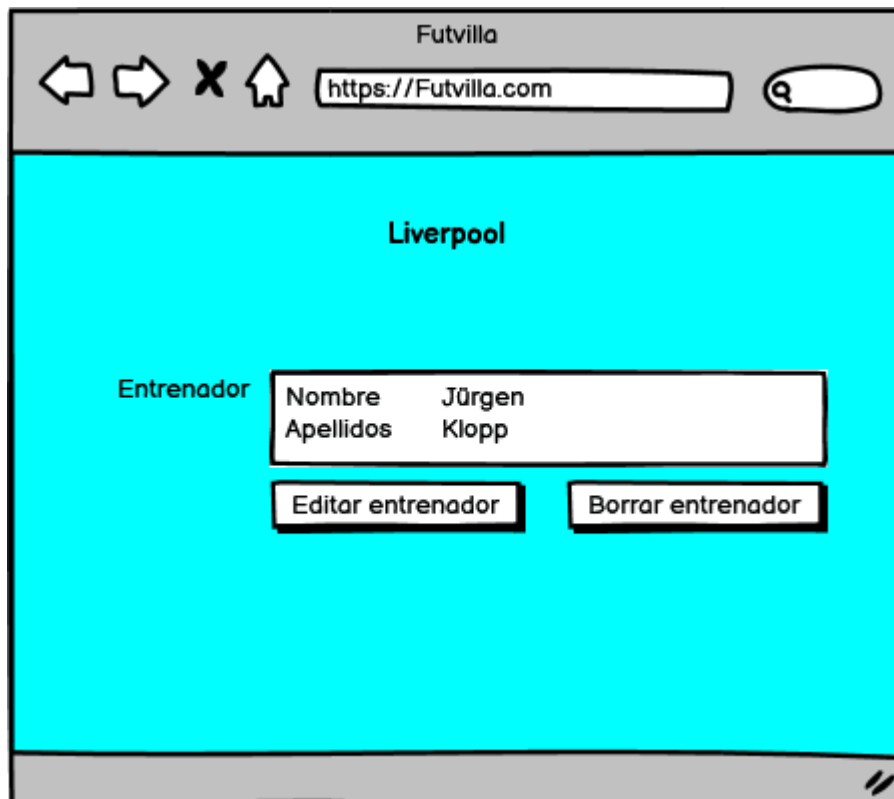 Futvilla
https://Futvilla.com
Liverpool
Entrenador
Nombre Jürgen
Apellidos Klopp
Editar entrenador Borrar entrenador